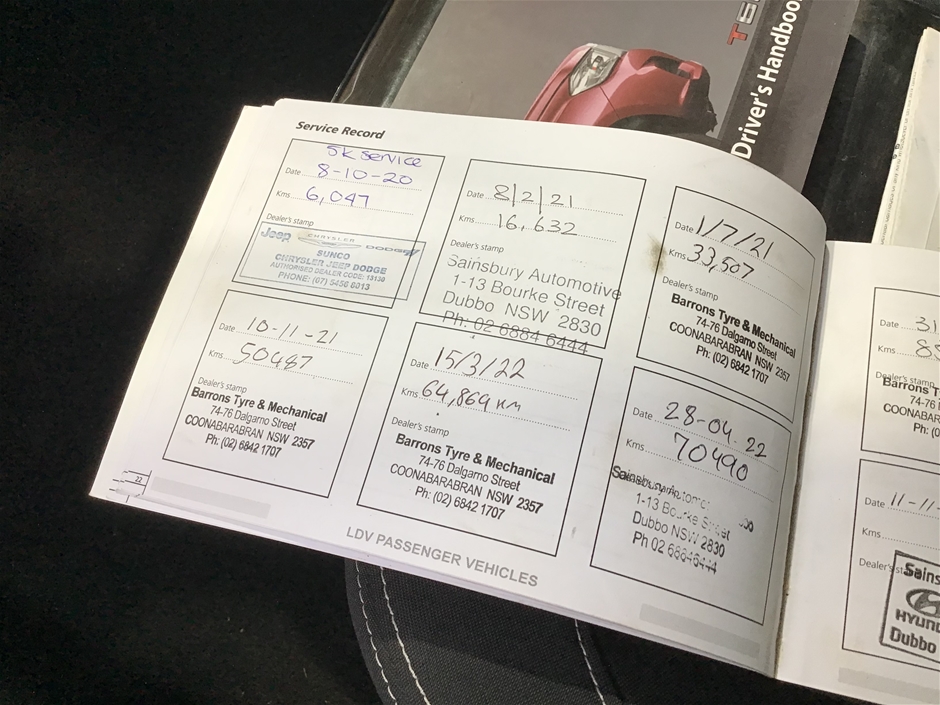 Driver's Handbook
Service Record
5K Service
Date 8-10-20
Kms 6,047
Dealer's stamp
Jeep CHRYSLER DODGE
SUNCO
CHRYSLER JEEP DODGE
AUTHORISED DEALER CODE: 13130
PHONE: (07) 5456 8813
Date 8/2/21
Kms 16,632
Dealer's stamp
Sainsbury Automotive
1-13 Bourke Street
Dubbo NSW 2830
Ph: 02 6884 6444
Date 1/7/21
Kms 33,507
Dealer's stamp
Barrons Tyre & Mechanical
74-76 Dalgarno Street
COONABARABRAN NSW 2357
Ph: (02) 6842 1707
Date 10-11-21
Kms 50487
Dealer's stamp
Barrons Tyre & Mechanical
74-76 Dalgarno Street
COONABARABRAN NSW 2357
Ph: (02) 6842 1707
Date 15/3/22
Kms 64,869 KM
Dealer's stamp
Barrons Tyre & Mechanical
74-76 Dalgarno Street
COONABARABRAN NSW 2357
Ph: (02) 6842 1707
Date 28-04.22
Kms 70490
1-13 Bourke Street
Dubbo NSW 2830
Ph 02 68846444
22
LDV PASSENGER VEHICLES
Date 31
Kms
Dealer's stamp
Barrons T
74-76
COONABA
Date 11-11-
Kms
Dealer's
Sains
HYUN
Dubbo